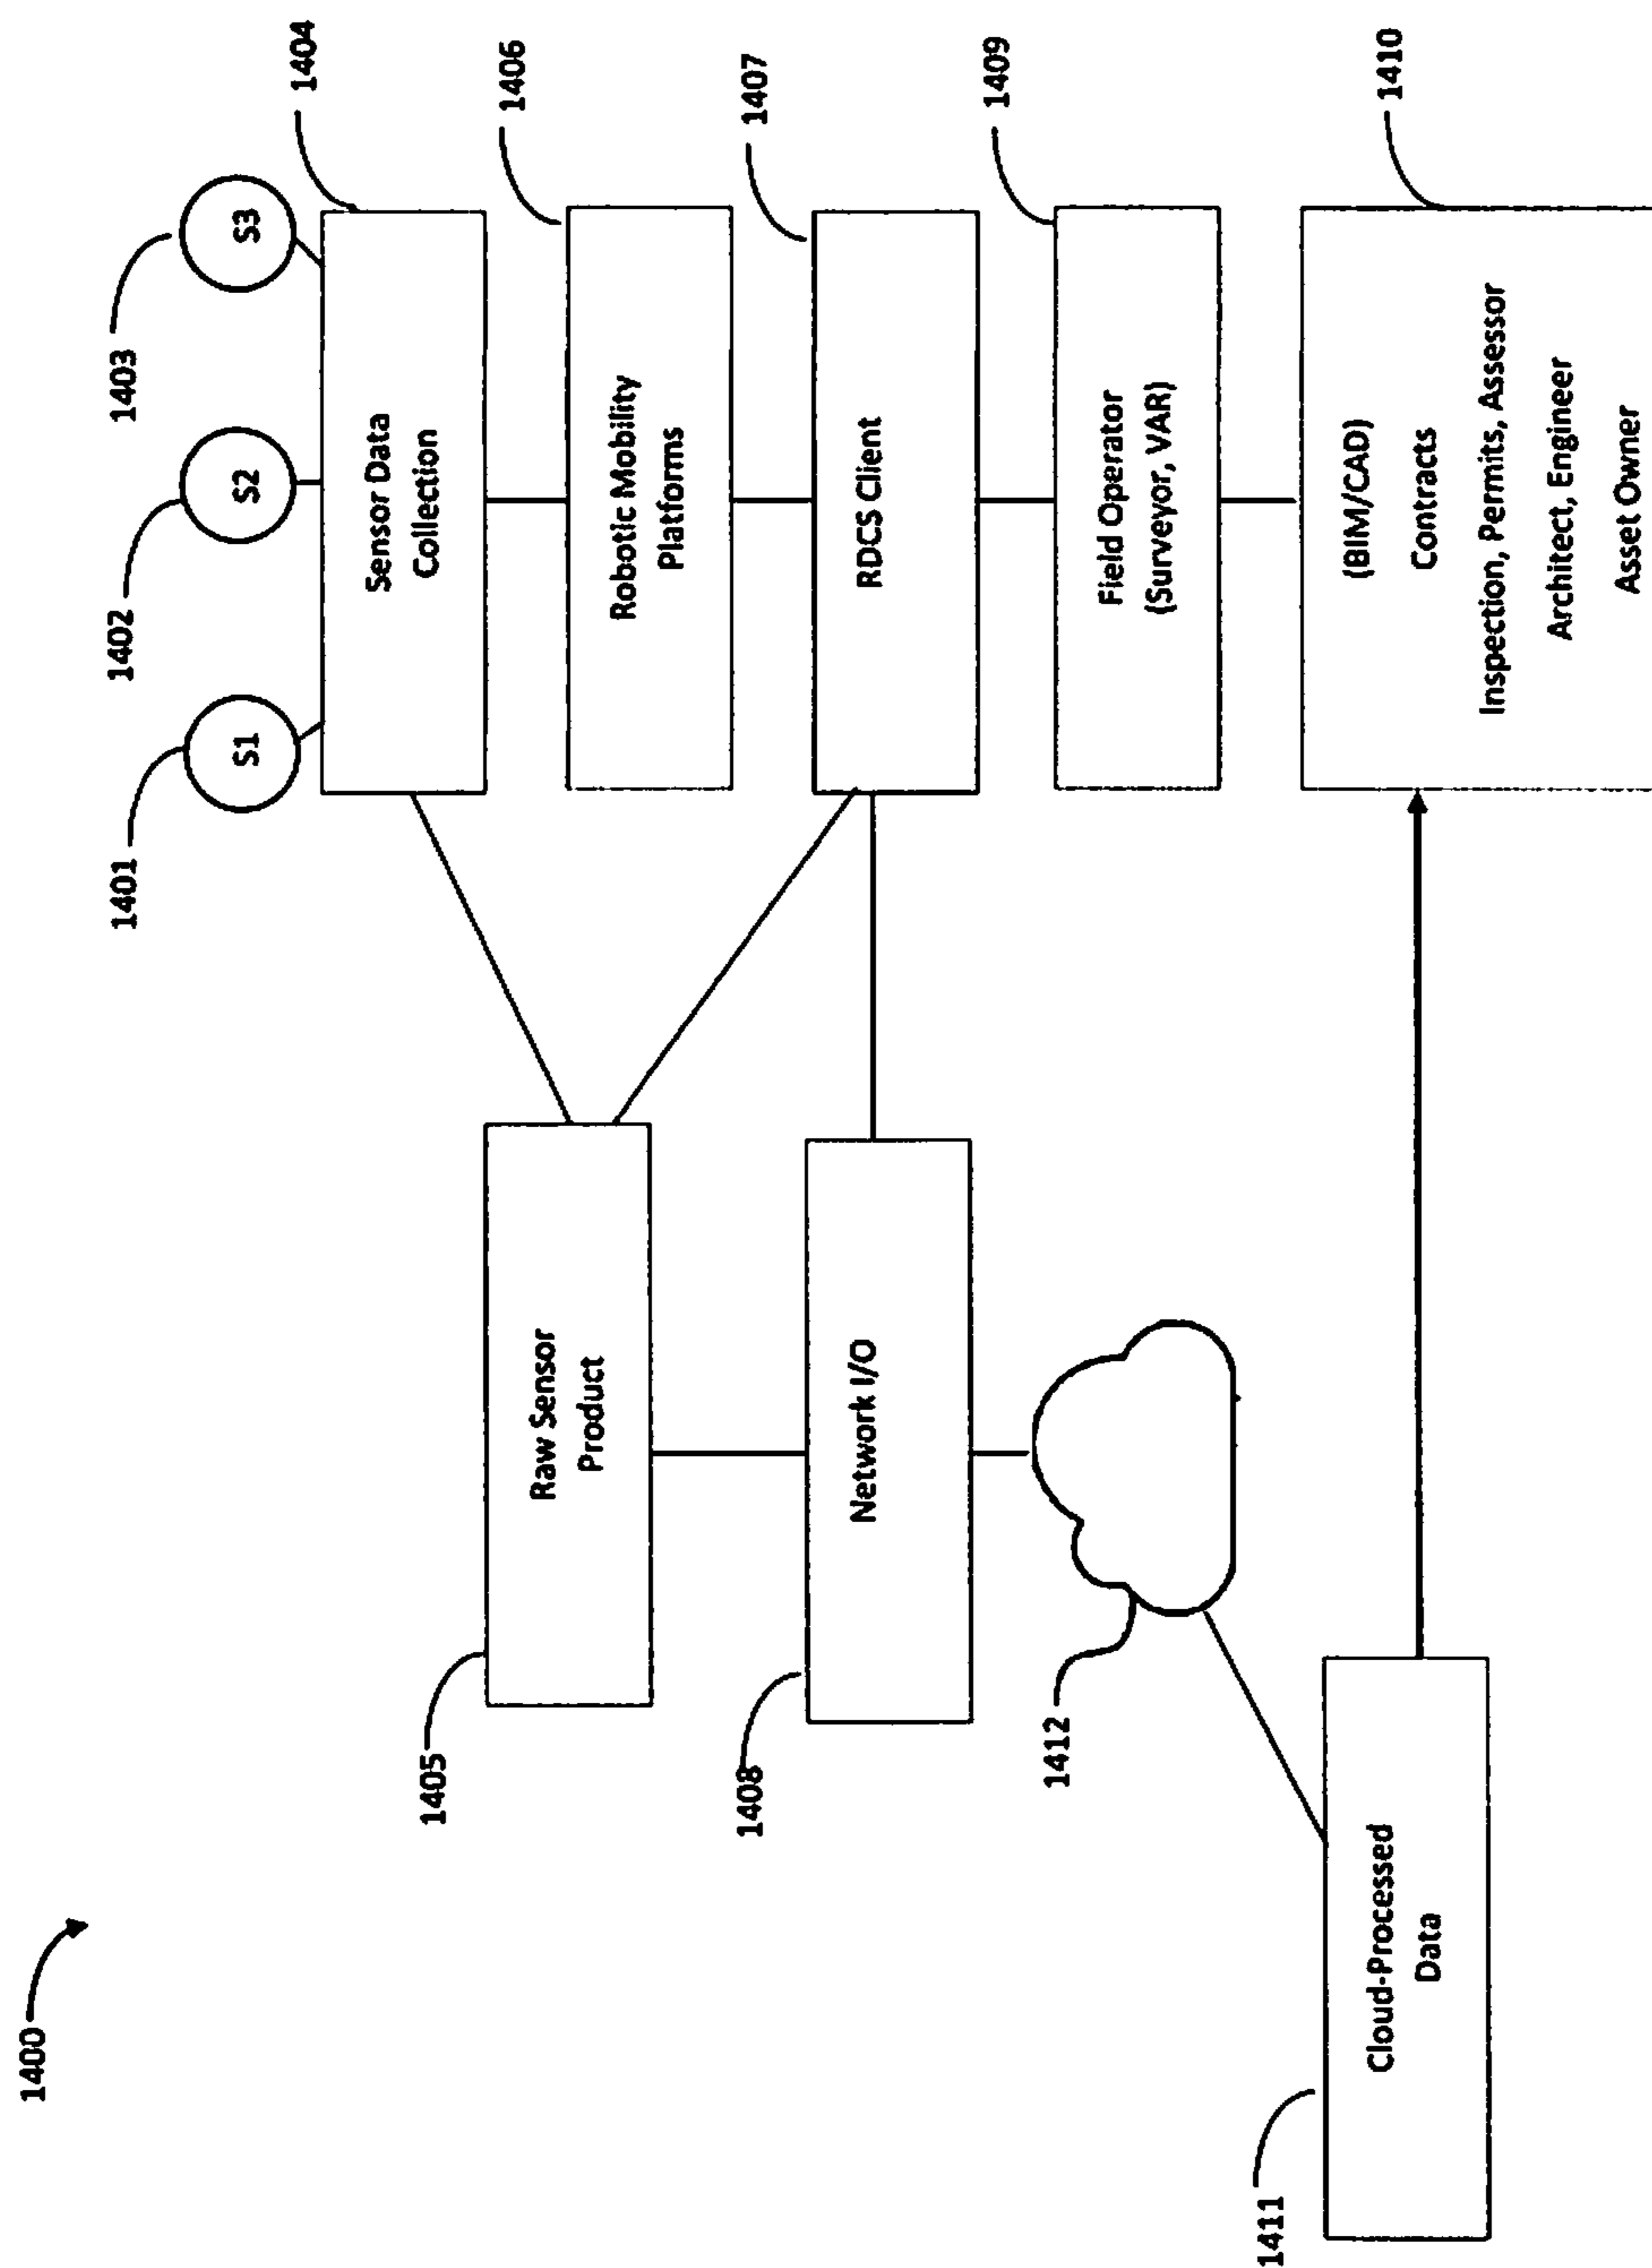 1400
1401
1402
1403
1404
S1
S2
S3
Sensor Data
Collection
1405
Raw Sensor
Product
1406
Robotic Mobility
Platforms
1408
Network I/O
1407
RDCS Client
1412
1409
Field Operator
(Surveyor, VAR)
1411
Cloud-Processed
Data
1410
(BIM/CAD)
Contracts
Inspection, Permits, Assessor
Architect, Engineer
Asset Owner